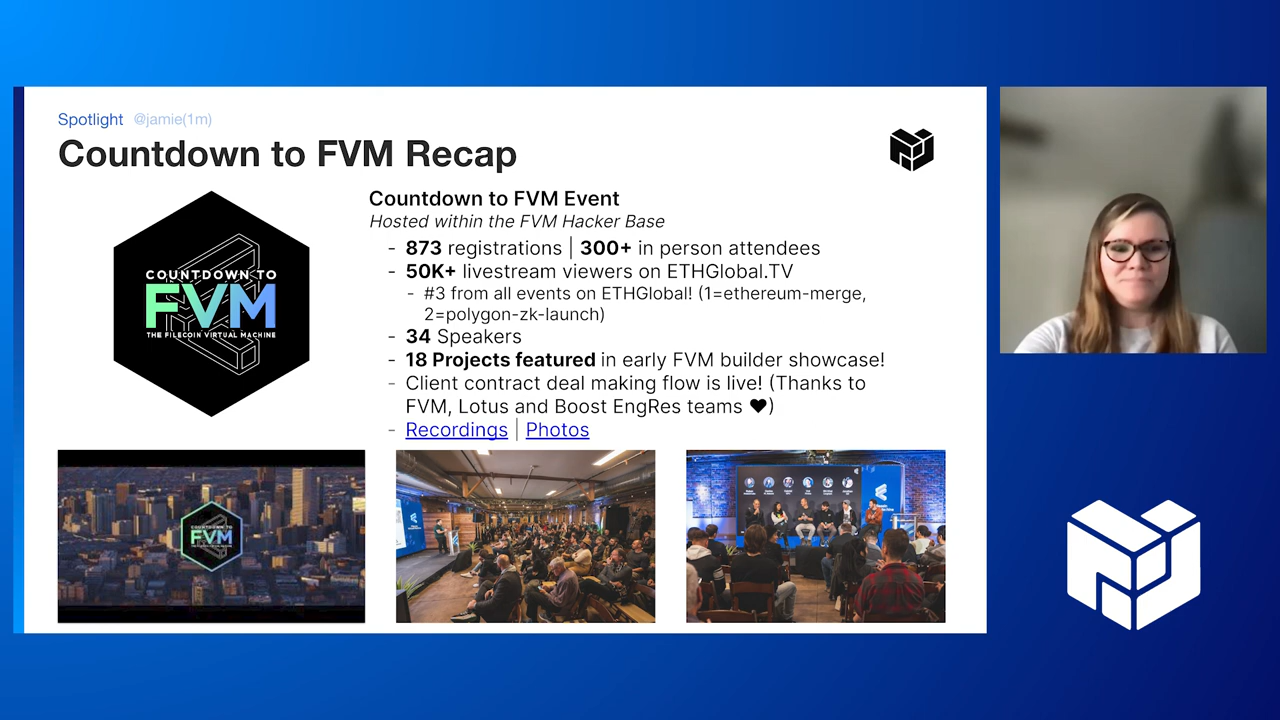 Spotlight @jamie(1m)
Countdown to FVM Recap
COUNTDOWN TO
FVM
THE FILECOIN VIRTUAL MACHINE
Countdown to FVM Event
Hosted within the FVM Hacker Base
- 873 registrations | 300+ in person attendees
- 50K+ livestream viewers on ETHGlobal.TV
- #3 from all events on ETHGlobal! (1=ethereum-merge,
2=polygon-zk-launch)
- 34 Speakers
- 18 Projects featured in early FVM builder showcase!
- Client contract deal making flow is live! (Thanks to
FVM, Lotus and Boost EngRes teams ♥)
- Recordings | Photos
COUNTDOWN TO
FVM